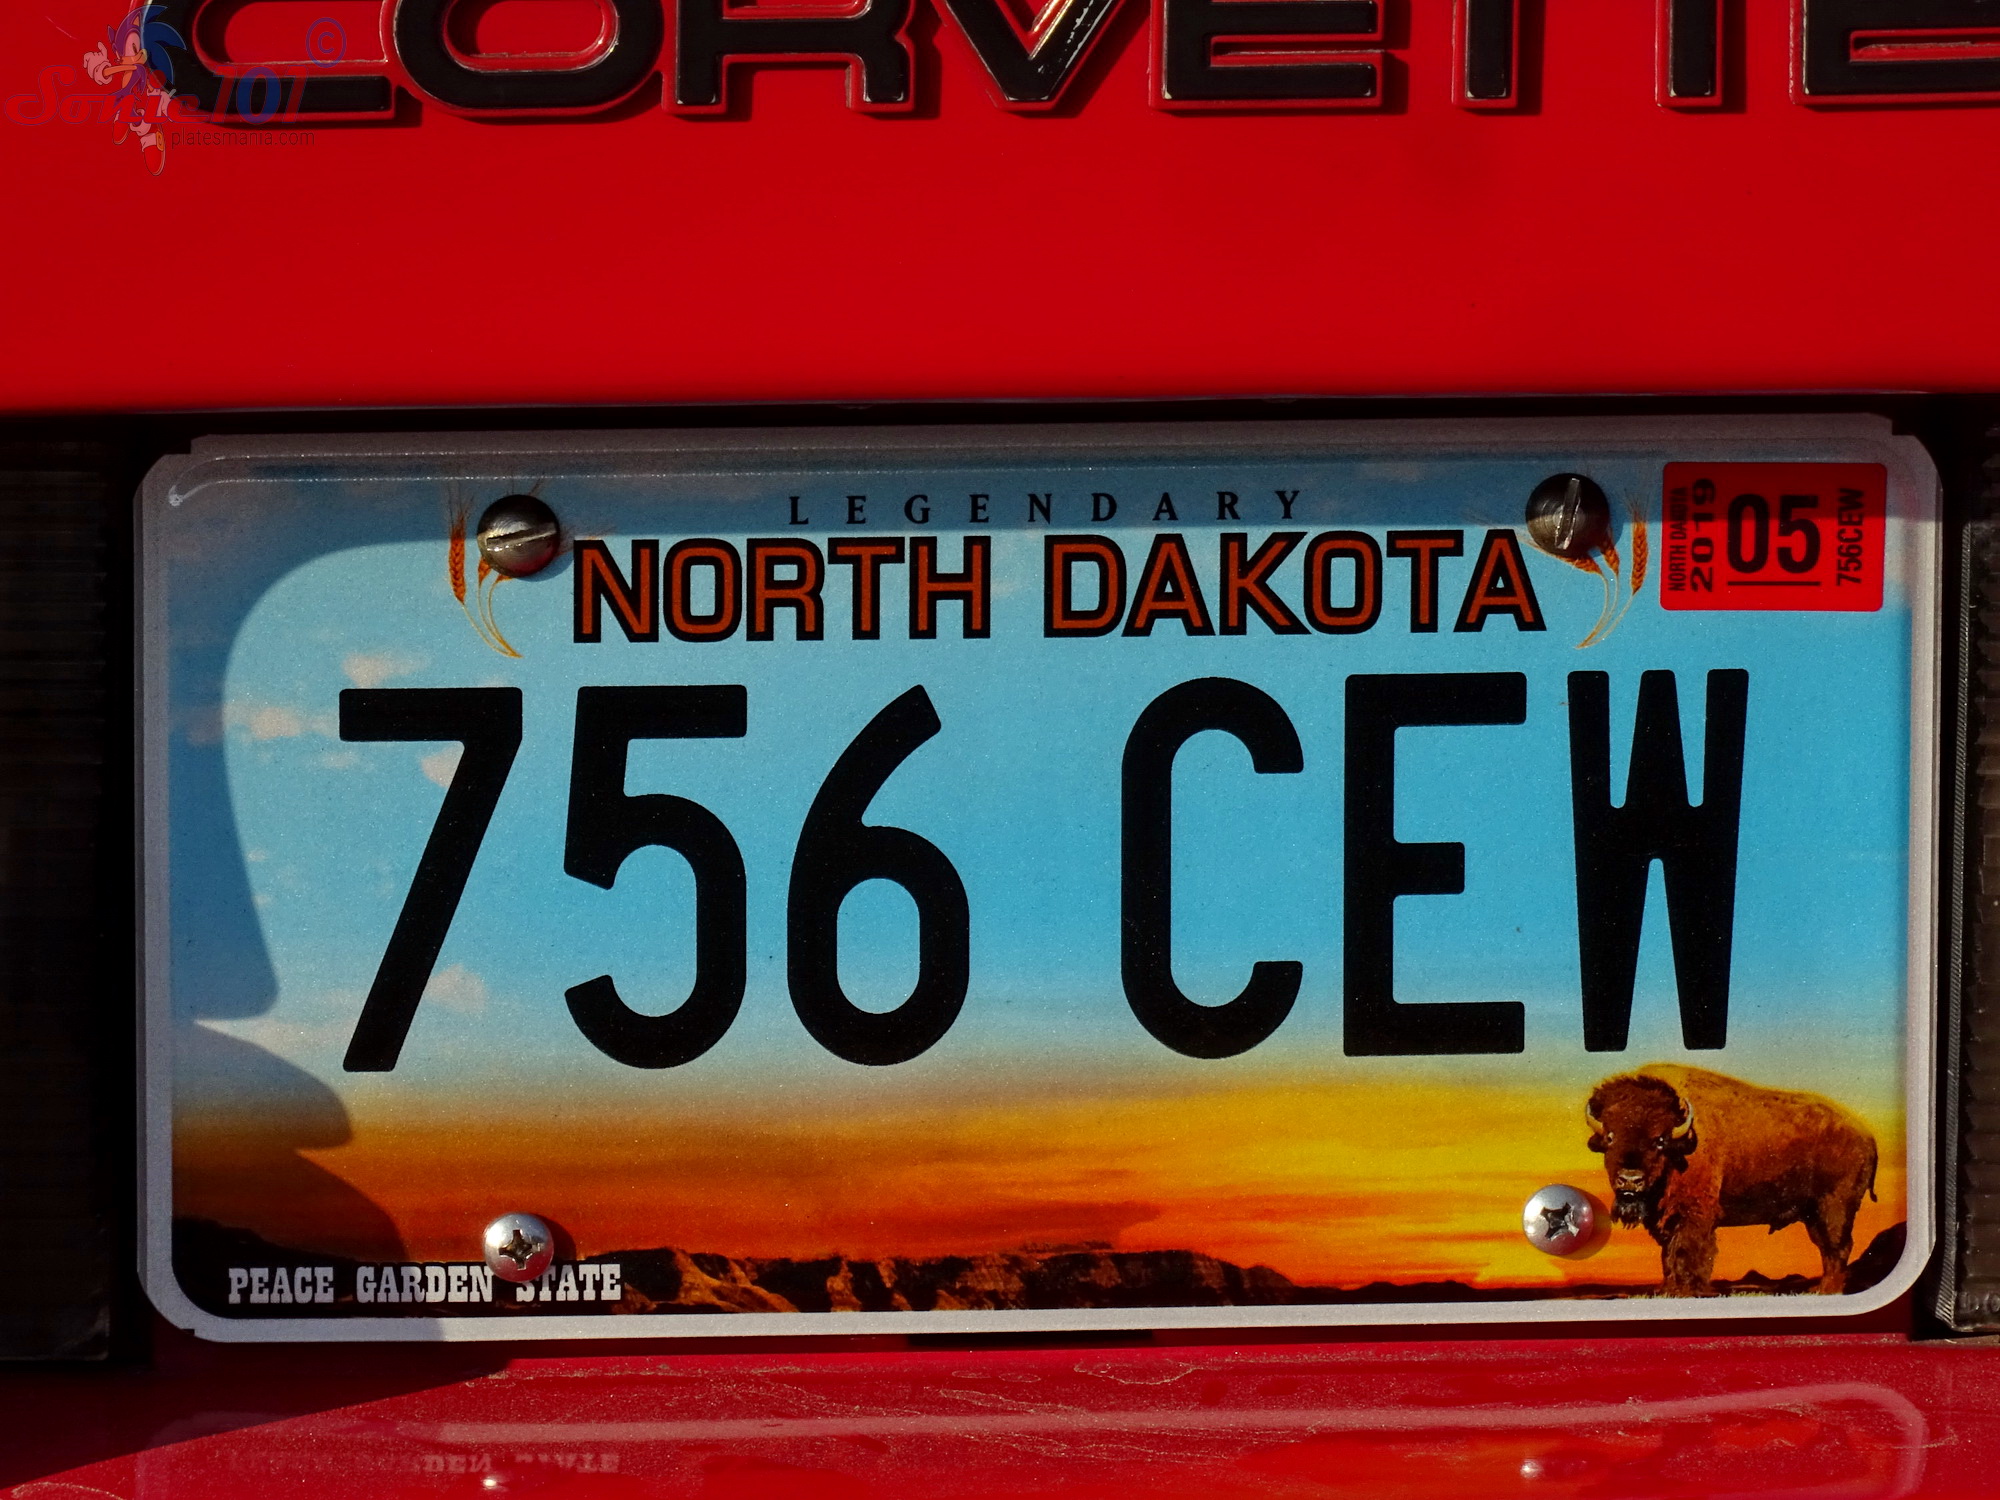 CORVETTE
Sonic101 ©
platesmania.com
LEGENDARY
NORTH DAKOTA
NORTH DAKOTA
2019
05
756CEW
756 CEW
PEACE GARDEN STATE